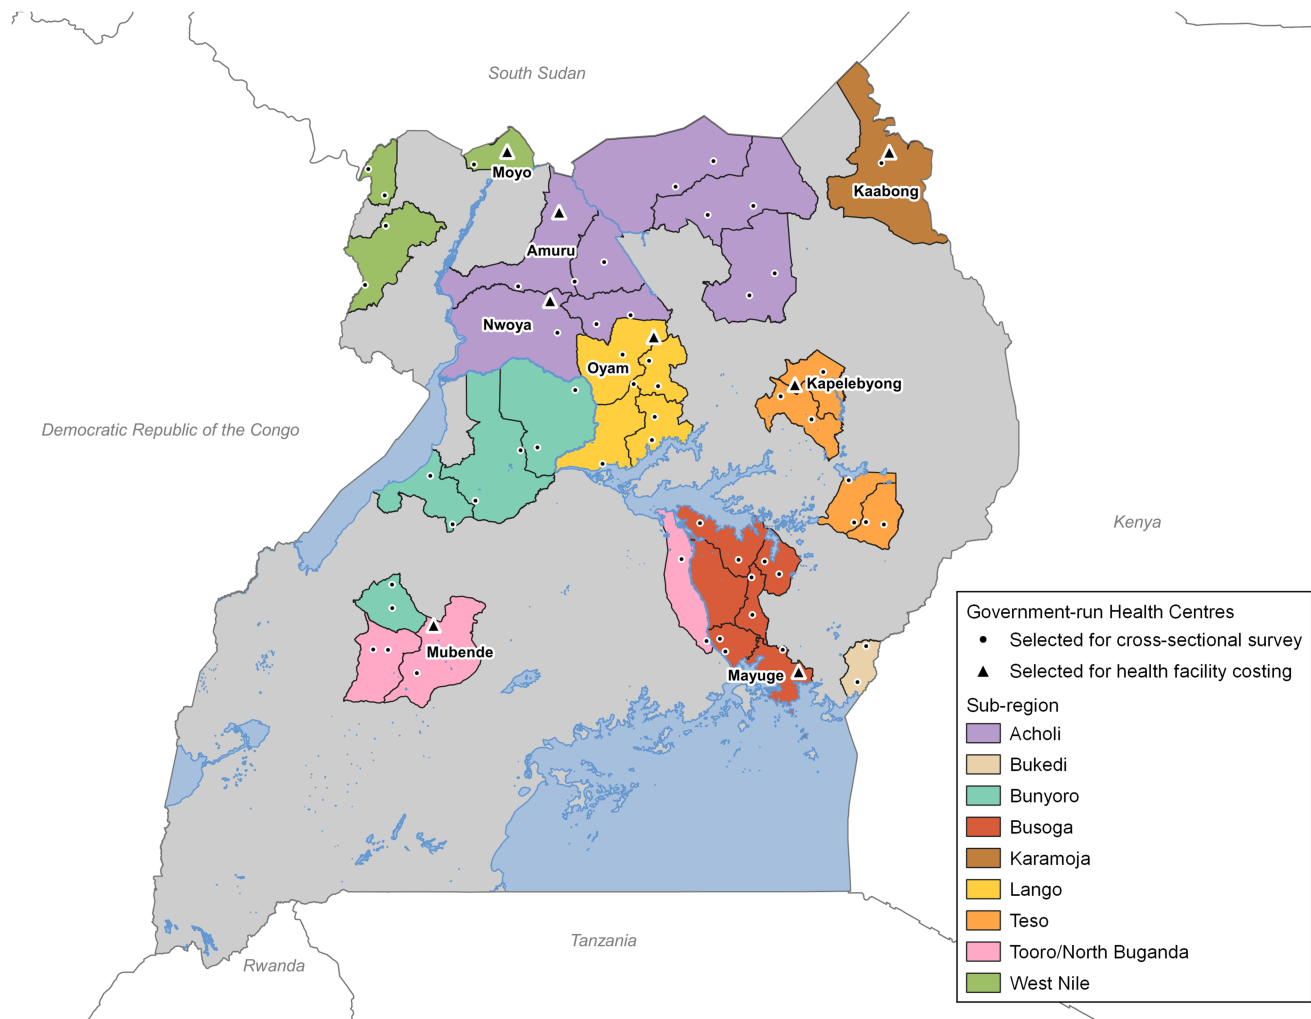 South Sudan
Moyo
Kaabong
Amuru
Nwoya
Oyam
Kapelebyong
Democratic Republic of the Congo
Kenya
Mubende
Mayuge
Tanzania
Rwanda
Government-run Health Centres
Selected for cross-sectional survey
Selected for health facility costing
Sub-region
Acholi
Bukedi
Bunyoro
Busoga
Karamoja
Lango
Teso
Tooro/North Buganda
West Nile